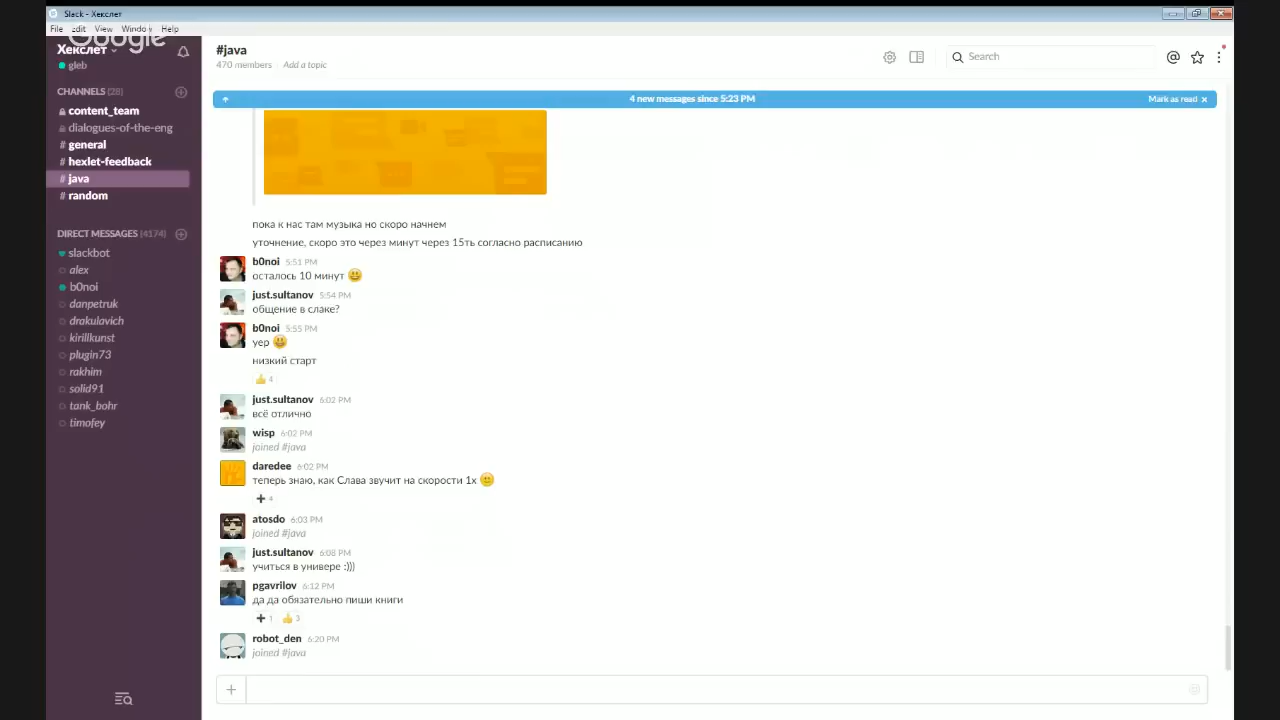 Slack - Хекслет
File Edit View Window Help
Google
Хекслет
gleb
CHANNELS (28)
content_team
dialogues-of-the-eng
# general
# hexlet-feedback
# java
# random
DIRECT MESSAGES (4174)
slackbot
alex
b0noi
danpetruk
drakulavich
kirillkunst
plugin73
rakhim
solid91
tank_bohr
timofey
#java
470 members Add a topic
Search
4 new messages since 5:23 PM
Mark as read
пока к нас там музыка но скоро начнем
уточнение, скоро это через минут через 15ть согласно расписанию
b0noi 5:51 PM
осталось 10 минут
just.sultanov 5:54 PM
общение в слаке?
b0noi 5:55 PM
уер
низкий старт
4
just.sultanov 6:02 PM
всё отлично
wisp 6:02 PM
joined #java
daredee 6:02 PM
теперь знаю, как Слава звучит на скорости 1x
4
atosdo 6:03 PM
joined #java
just.sultanov 6:08 PM
учиться в универе :)))
pgavrilov 6:12 PM
да да обязательно пиши книги
1 3
robot_den 6:20 PM
joined #java